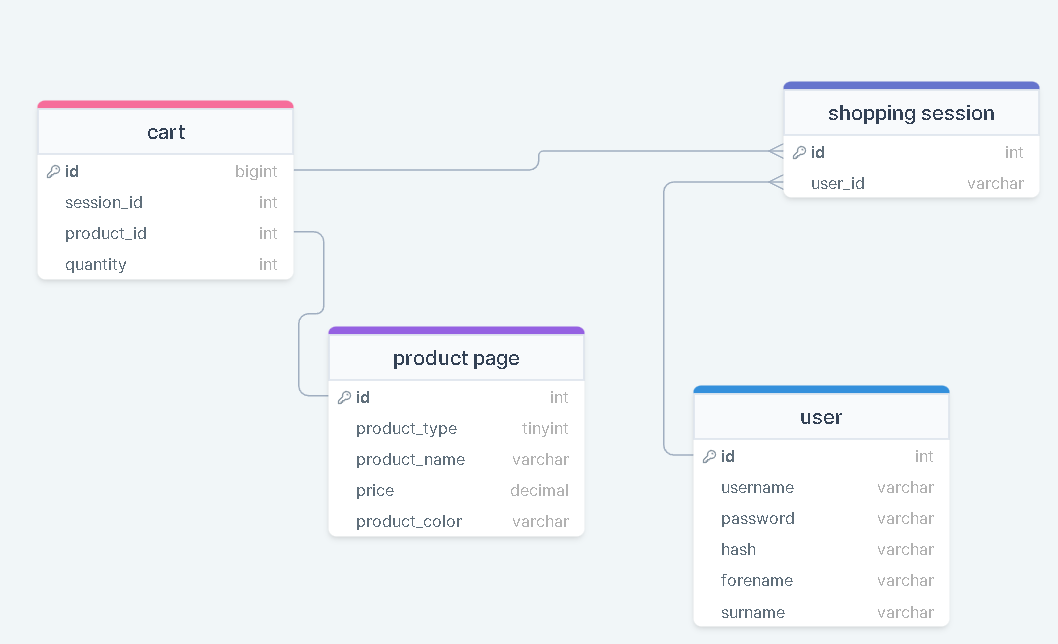 cart
id bigint
session_id int
product_id int
quantity int
shopping session
id int
user_id varchar
product page
id int
product_type tinyint
product_name varchar
price decimal
product_color varchar
user
id int
username varchar
password varchar
hash varchar
forename varchar
surname varchar